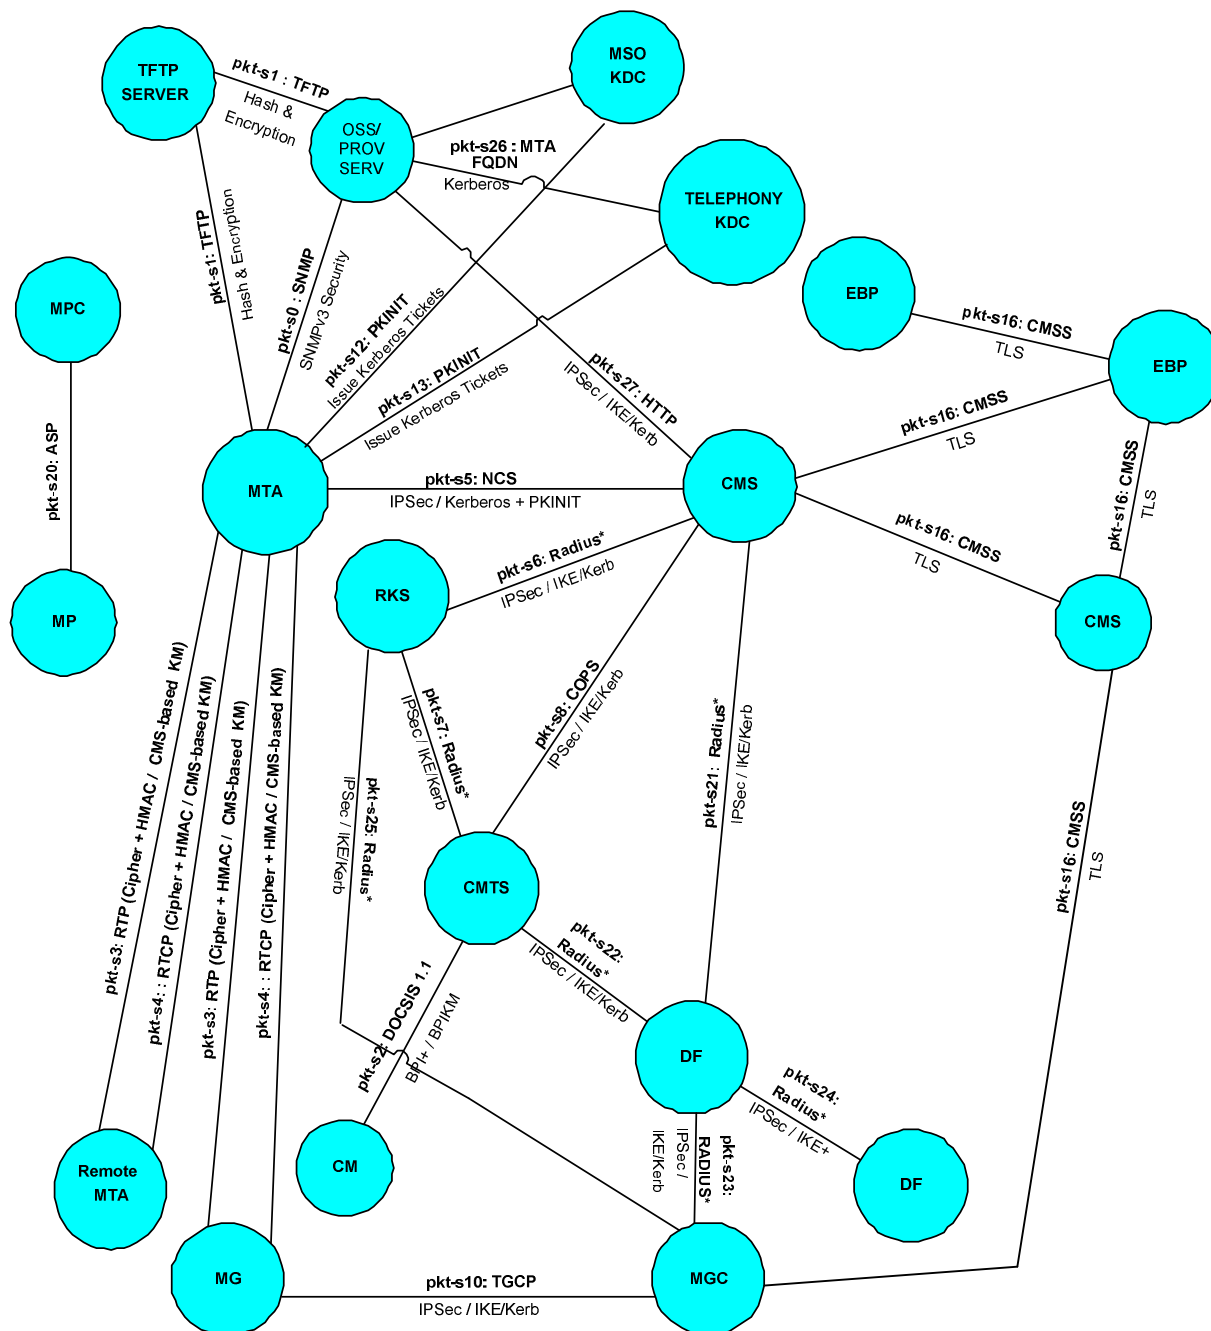 TFTP
SERVER
pkt-s1 : TFTP
Hash &
Encryption
OSS/
PROV
SERV
MSO
KDC
pkt-s26 : MTA
FQDN
Kerberos
TELEPHONY
KDC
pkt-s1: TFTP
Hash & Encryption
pkt-s0 : SNMP
SNMPv3 Security
pkt-s12: PKINIT
Issue Kerberos Tickets
pkt-s13: PKINIT
Issue Kerberos Tickets
pkt-s27: HTTP
IPSec / IKE/Kerb
MPC
pkt-s20: ASP
MP
EBP
pkt-s16: CMSS
TLS
EBP
pkt-s16: CMSS
TLS
pkt-s16: CMSS
TLS
pkt-s16: CMSS
TLS
MTA
pkt-s5: NCS
IPSec / Kerberos + PKINIT
CMS
CMS
RKS
pkt-s6: Radius*
IPSec / IKE/Kerb
pkt-s7: Radius*
IPSec / IKE/Kerb
pkt-s8: COPS
IPSec / IKE/Kerb
pkt-s21: Radius*
IPSec / IKE/Kerb
pkt-s25: Radius*
IPSec / IKE/Kerb
pkt-s16: CMSS
TLS
pkt-s3: RTP (Cipher + HMAC / CMS-based KM)
pkt-s4: : RTCP (Cipher + HMAC / CMS-based KM)
pkt-s3: RTP (Cipher + HMAC / CMS-based KM)
pkt-s4: : RTCP (Cipher + HMAC / CMS-based KM)
CMTS
pkt-s22:
Radius*
IPSec / IKE/Kerb
pkt-s2: DOCSIS 1.1
BPI+ / BPIKM
DF
pkt-s24:
Radius*
IPSec / IKE+
pkt-s23:
RADIUS*
IPSec /
IKE/Kerb
CM
DF
Remote
MTA
MG
pkt-s10: TGCP
IPSec / IKE/Kerb
MGC